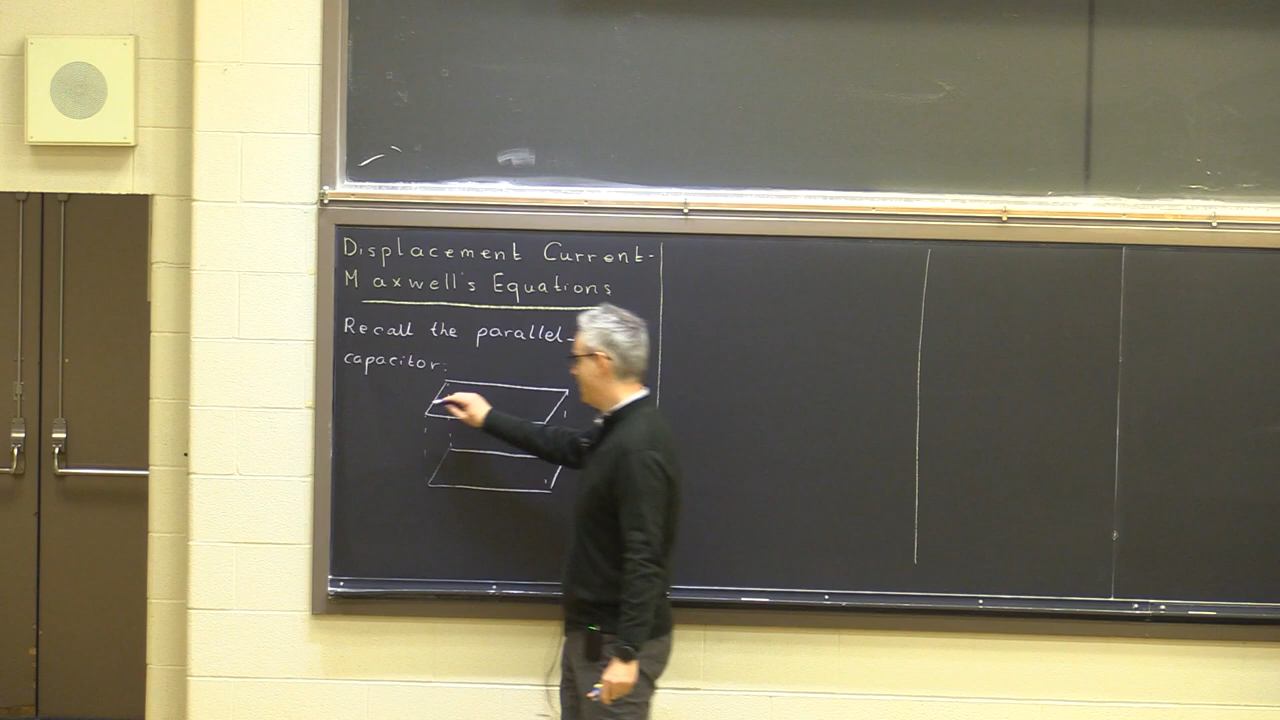 Displacement Current-
Maxwell's Equations
Recall the parallel-
capacitor: